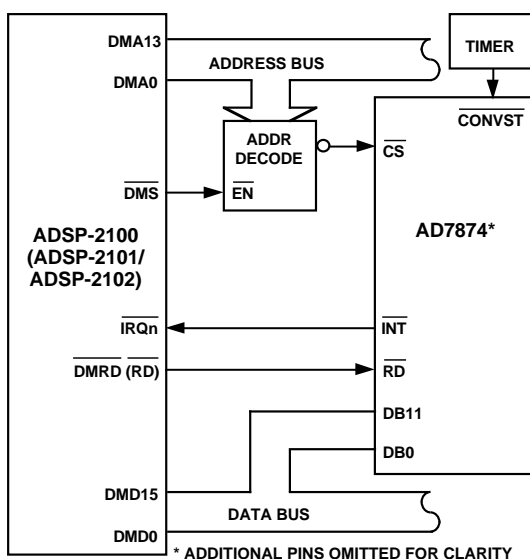 DMA13
ADDRESS BUS
DMA0
TIMER
CONVST
ADDR
DECODE
CS
DMS
EN
ADSP-2100
(ADSP-2101/
ADSP-2102)
AD7874*
IRQn
INT
DMRD (RD)
RD
DB11
DB0
DMD15
DATA BUS
DMD0
* ADDITIONAL PINS OMITTED FOR CLARITY